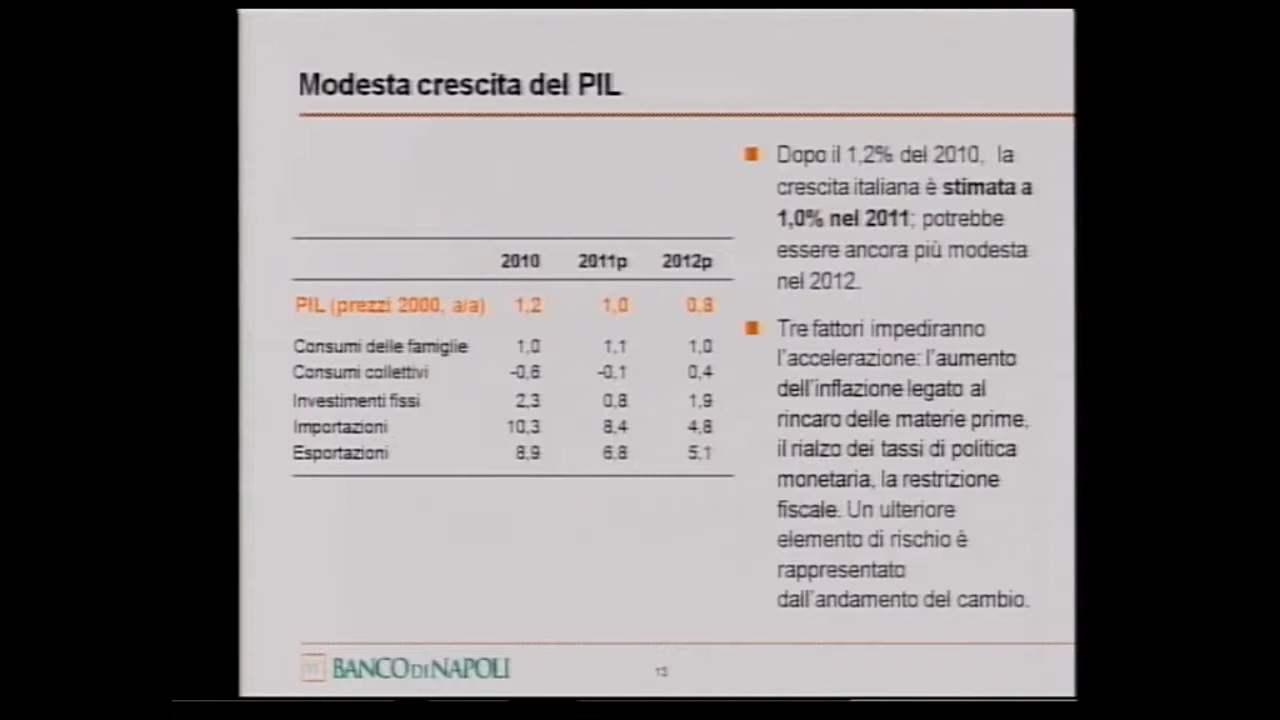 Modesta crescita del PIL
2010 2011p 2012p
PIL (prezzi 2000, a/a) 1,2 1,0 0,8
Consumi delle famiglie 1,0 1,1 1,0
Consumi collettivi -0,6 -0,1 0,4
Investimenti fissi 2,3 0,8 1,9
Importazioni 10,3 8,4 4,8
Esportazioni 8,9 6,8 5,1
Dopo il 1,2% del 2010, la
crescita italiana è stimata a
1,0% nel 2011; potrebbe
essere ancora più modesta
nel 2012.
Tre fattori impediranno
l'accelerazione: l'aumento
dell'inflazione legato al
rincaro delle materie prime,
il rialzo dei tassi di politica
monetaria, la restrizione
fiscale. Un ulteriore
elemento di rischio è
rappresentato
dall'andamento del cambio.
BANCO DI NAPOLI